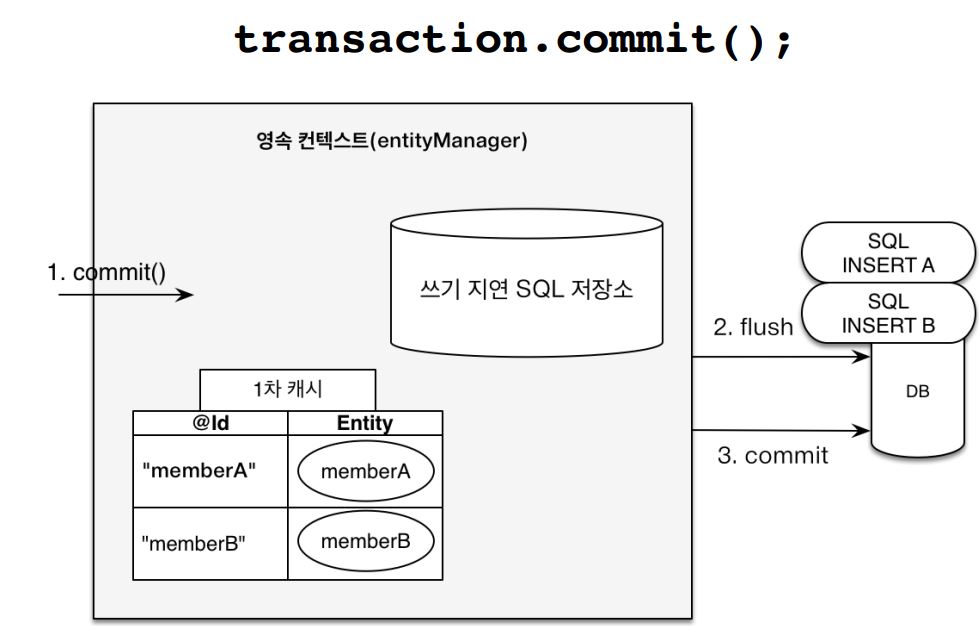 transaction.commit();
영속 컨텍스트(entityManager)
1. commit()
쓰기 지연 SQL 저장소
SQL
INSERT A
SQL
INSERT B
2. flush
DB
3. commit
1차 캐시
@Id Entity
"memberA" memberA
"memberB" memberB